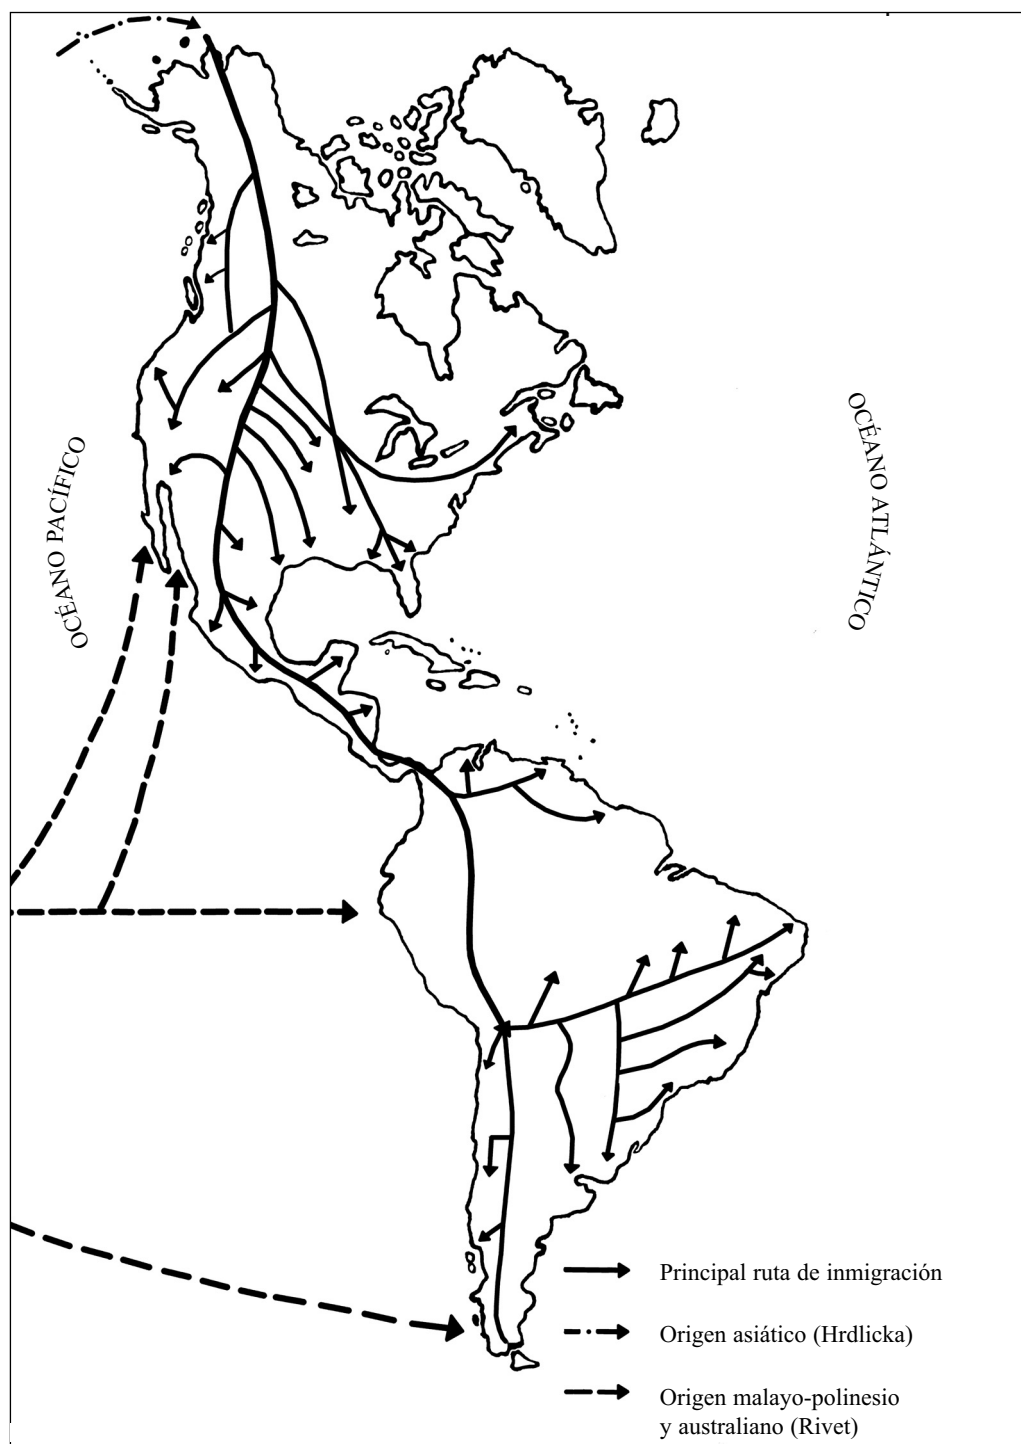 OCÉANO PACÍFICO
OCÉANO ATLÁNTICO
Principal ruta de inmigración
Origen asiático (Hrdlicka)
Origen malayo-polinesio
y australiano (Rivet)